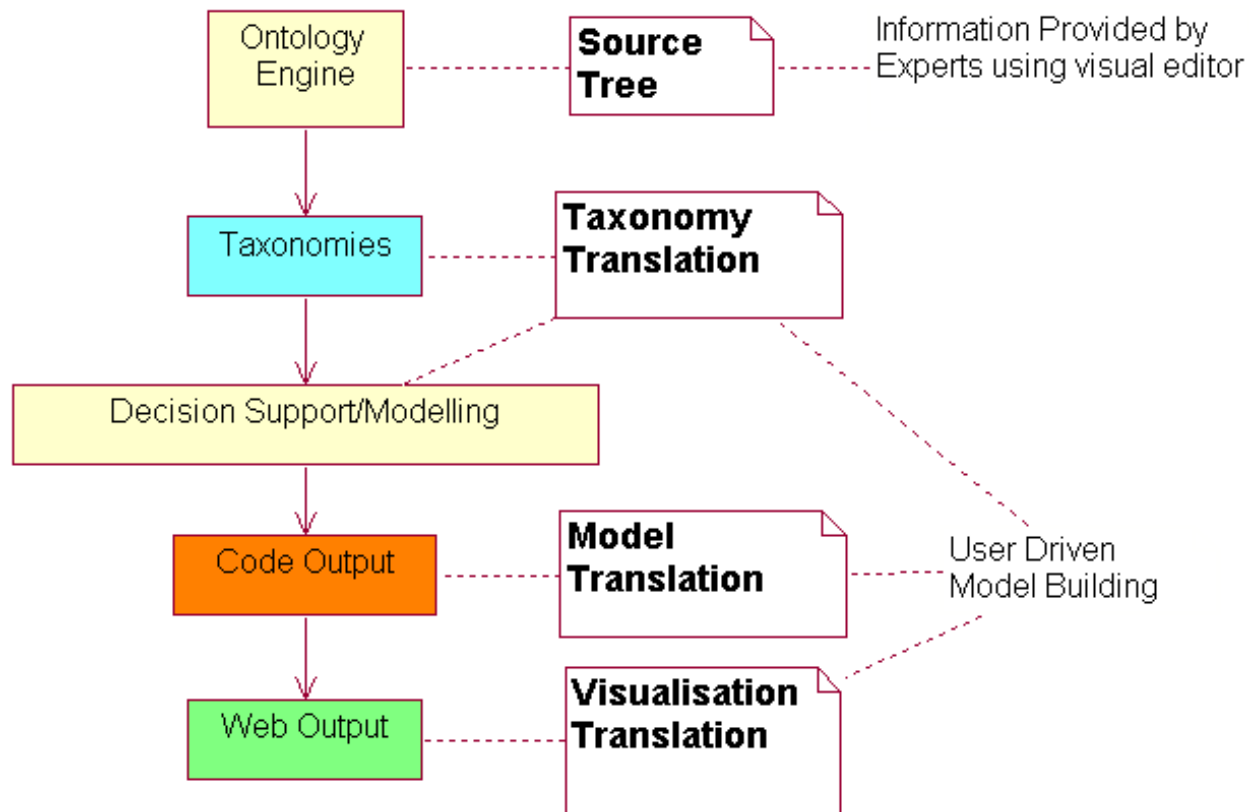 Ontology
Engine
Source
Tree
Information Provided by
Experts using visual editor
Taxonomies
Taxonomy
Translation
Decision Support/Modelling
Code Output
Model
Translation
User Driven
Model Building
Web Output
Visualisation
Translation